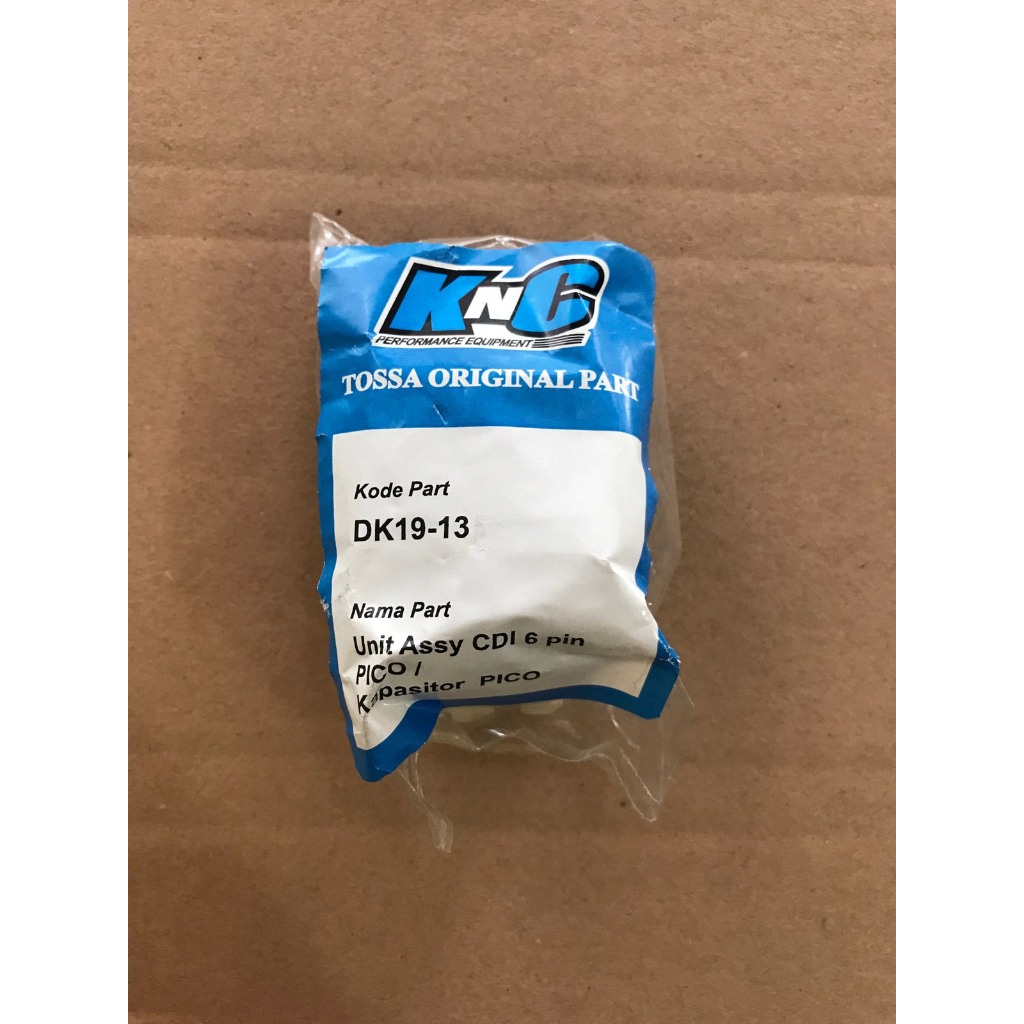 KNC
PERFORMANCE EQUIPMENT
TOSSA ORIGINAL PART
Kode Part
DK19-13
Nama Part
Unit Assy CDI 6 pin
PICO /
Kapasitor PICO